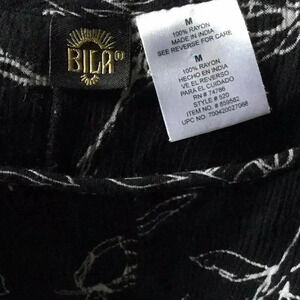 BILA
M
100% RAYON
MADE IN INDIA
SEE REVERSE FOR CARE
M
100% RAYON
HECHO EN INDIA
VE EL REVERSO
PARA EL CUIDADO
RN # 74786
STYLE # 920
ITEM NO. # 859582
UPC NO. 700420027068